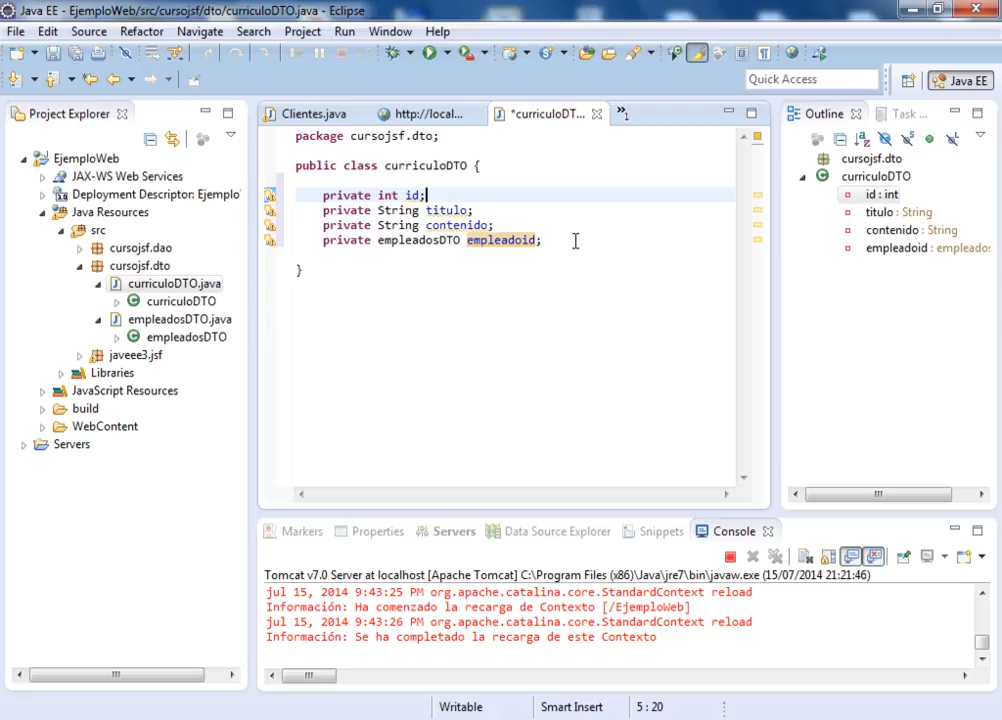 Java EE - EjemploWeb/src/cursojsf/dto/curriculoDTO.java - Eclipse
File Edit Source Refactor Navigate Search Project Run Window Help
Quick Access
Java EE
Project Explorer
EjemploWeb
JAX-WS Web Services
Deployment Descriptor: Ejemplo
Java Resources
src
cursojsf.dao
cursojsf.dto
curriculoDTO.java
curriculoDTO
empleadosDTO.java
empleadosDTO
javeee3.jsf
Libraries
JavaScript Resources
build
WebContent
Servers
Clientes.java
http://local...
*curriculoDT...
»1
package cursojsf.dto;
public class curriculoDTO {
private int id;
private String titulo;
private String contenido;
private empleadosDTO empleadoid;
}
Outline
Task ...
cursojsf.dto
curriculoDTO
id : int
titulo : String
contenido : String
empleadoid : empleados
Markers Properties Servers Data Source Explorer Snippets Console
Tomcat v7.0 Server at localhost [Apache Tomcat] C:\Program Files (x86)\Java\jre7\bin\javaw.exe (15/07/2014 21:21:46)
jul 15, 2014 9:43:25 PM org.apache.catalina.core.StandardContext reload
Información: Ha comenzado la recarga de Contexto [/EjemploWeb]
jul 15, 2014 9:43:26 PM org.apache.catalina.core.StandardContext reload
Información: Se ha completado la recarga de este Contexto
Writable
Smart Insert
5 : 20